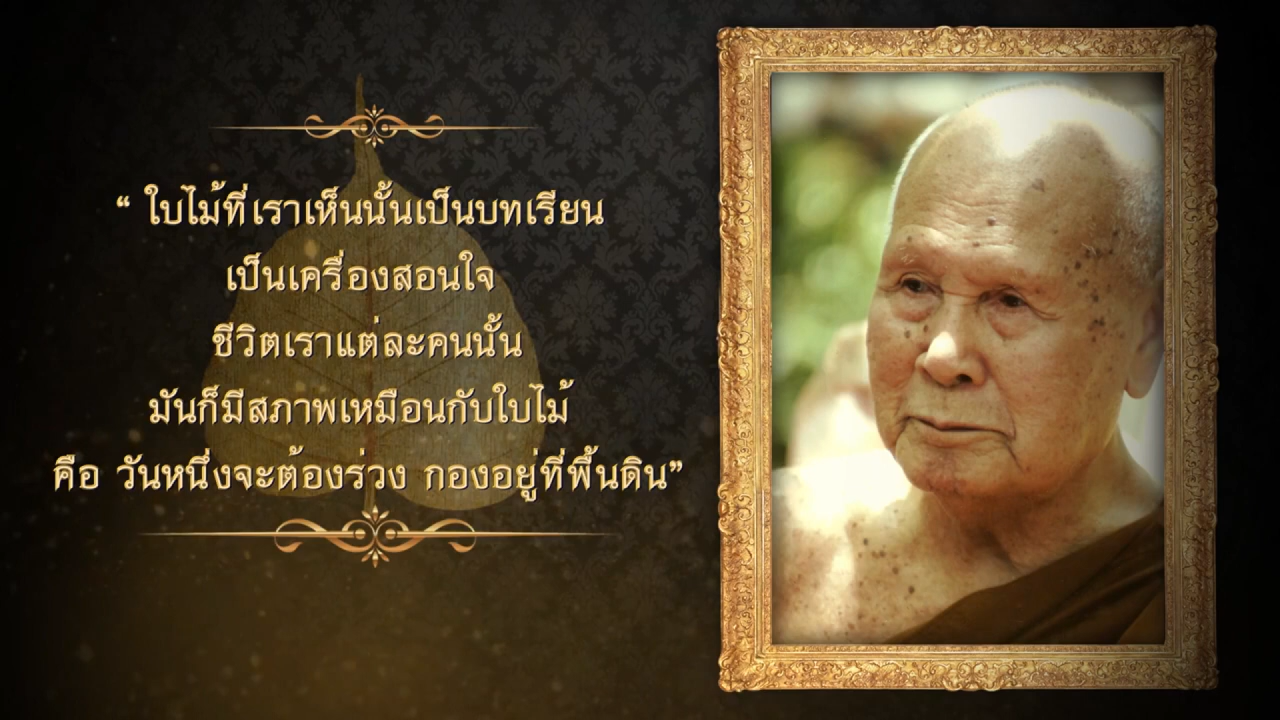 “ ใบไม้ที่เราเห็นนั้นเป็นบทเรียน
เป็นเครื่องสอนใจ
ชีวิตเราแต่ละคนนั้น
มันก็มีสภาพเหมือนกับใบไม้
คือ วันหนึ่งจะต้องร่วง กองอยู่ที่พื้นดิน”